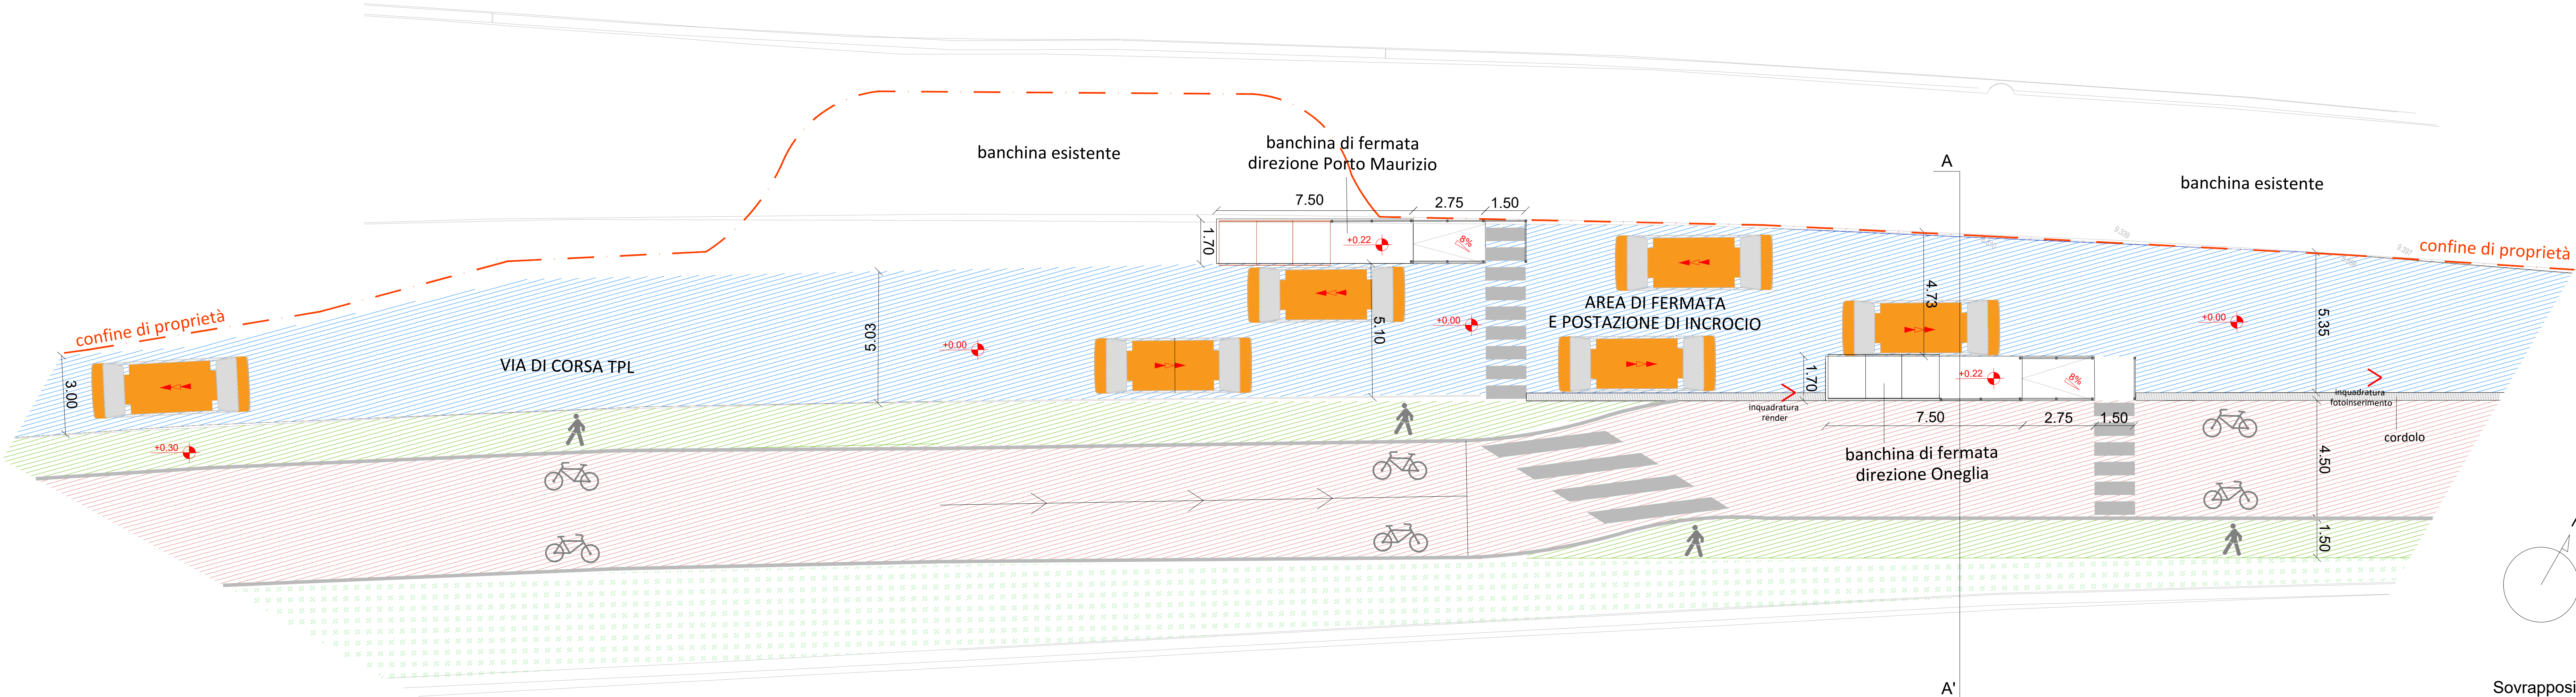 banchina esistente
banchina di fermata
direzione Porto Maurizio
A
banchina esistente
7.50
2.75
1.50
1.70
+0.22
8%
confine di proprietà
9.339
confine di proprietà
5.03
VIA DI CORSA TPL
3.00
+0.00
5.10
+0.00
AREA DI FERMATA
E POSTAZIONE DI INCROCIO
4.73
+0.00
5.35
1.70
+0.22
8%
inquadratura
render
inquadratura
fotoinserimento
7.50
2.75
1.50
cordolo
+0.30
banchina di fermata
direzione Oneglia
4.50
1.50
A'
Sovrapposi